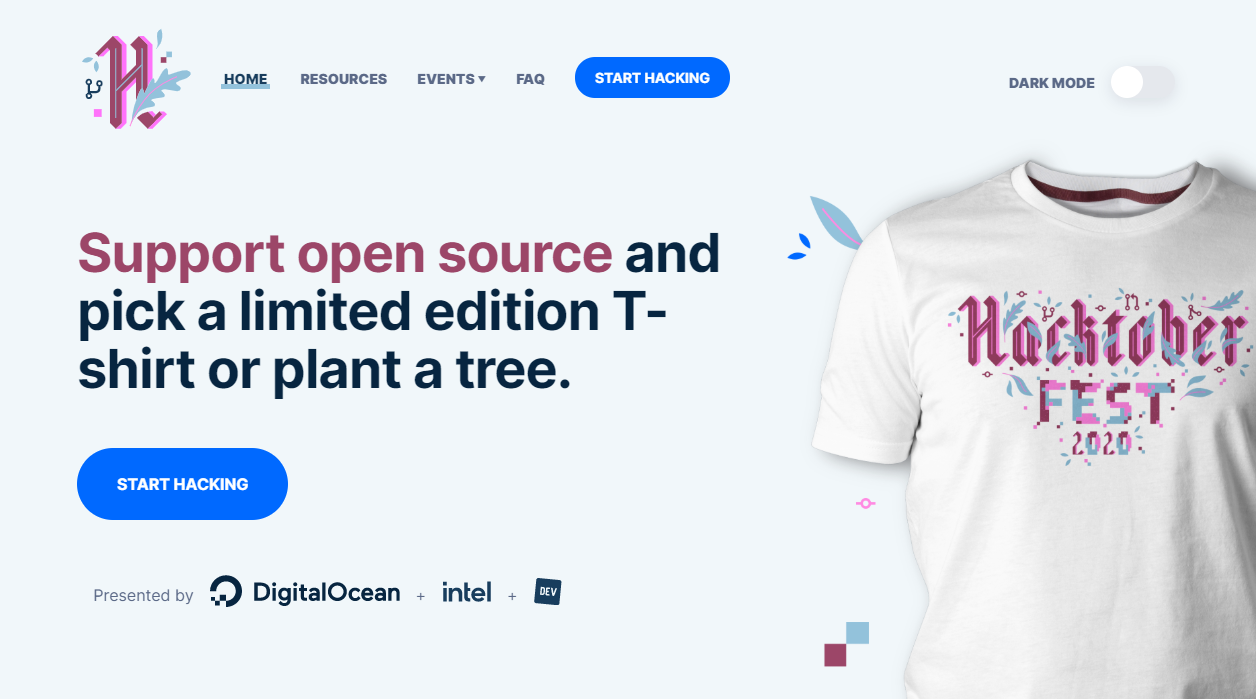 H
HOME
RESOURCES
EVENTS
FAQ
START HACKING
DARK MODE
Support open source and
pick a limited edition T-
shirt or plant a tree.
Hacktober
FEST
2020
START HACKING
Presented by DigitalOcean + intel + DEV